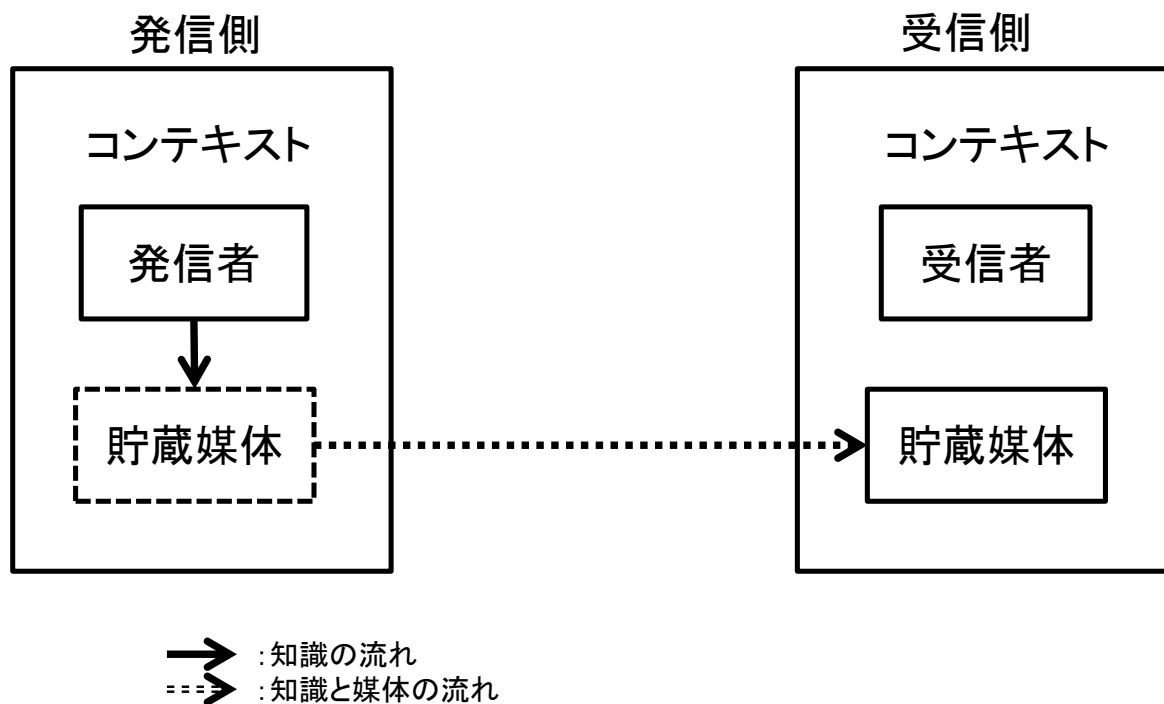 発信側
受信側
コンテキスト
コンテキスト
発信者
受信者
貯蔵媒体
貯蔵媒体
:知識の流れ
:知識と媒体の流れ